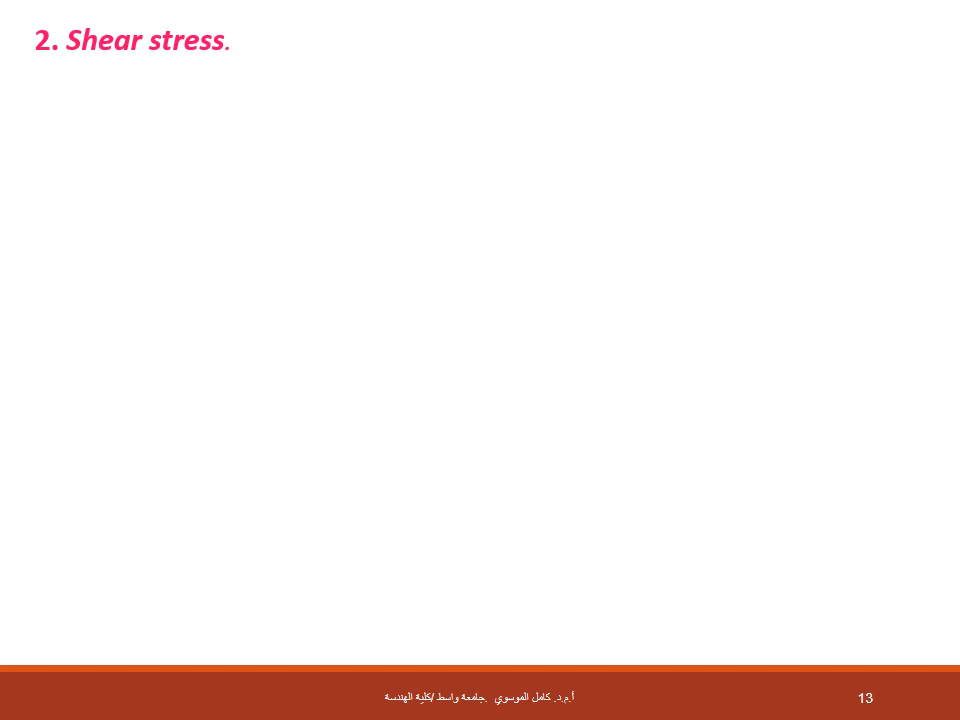 2. Shear stress.
أ.م.د. كامل الموسوي .جامعة واسط /كلية الهندسة
13